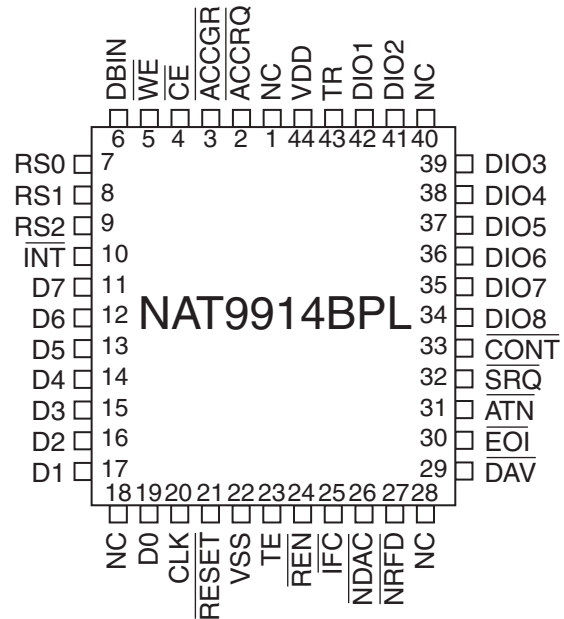 DBIN WE CE ACCGR ACCRQ NC VDD TR DIO1 DIO2 NC
6 5 4 3 2 1 44 43 42 41 40
RS0 7 39 DIO3
RS1 8 38 DIO4
RS2 9 37 DIO5
INT 10 36 DIO6
D7 11 35 DIO7
D6 12 NAT9914BPL 34 DIO8
D5 13 33 CONT
D4 14 32 SRQ
D3 15 31 ATN
D2 16 30 EOI
D1 17 29 DAV
18 19 20 21 22 23 24 25 26 27 28
NC D0 CLK RESET VSS TE REN IFC NDAC NRFD NC